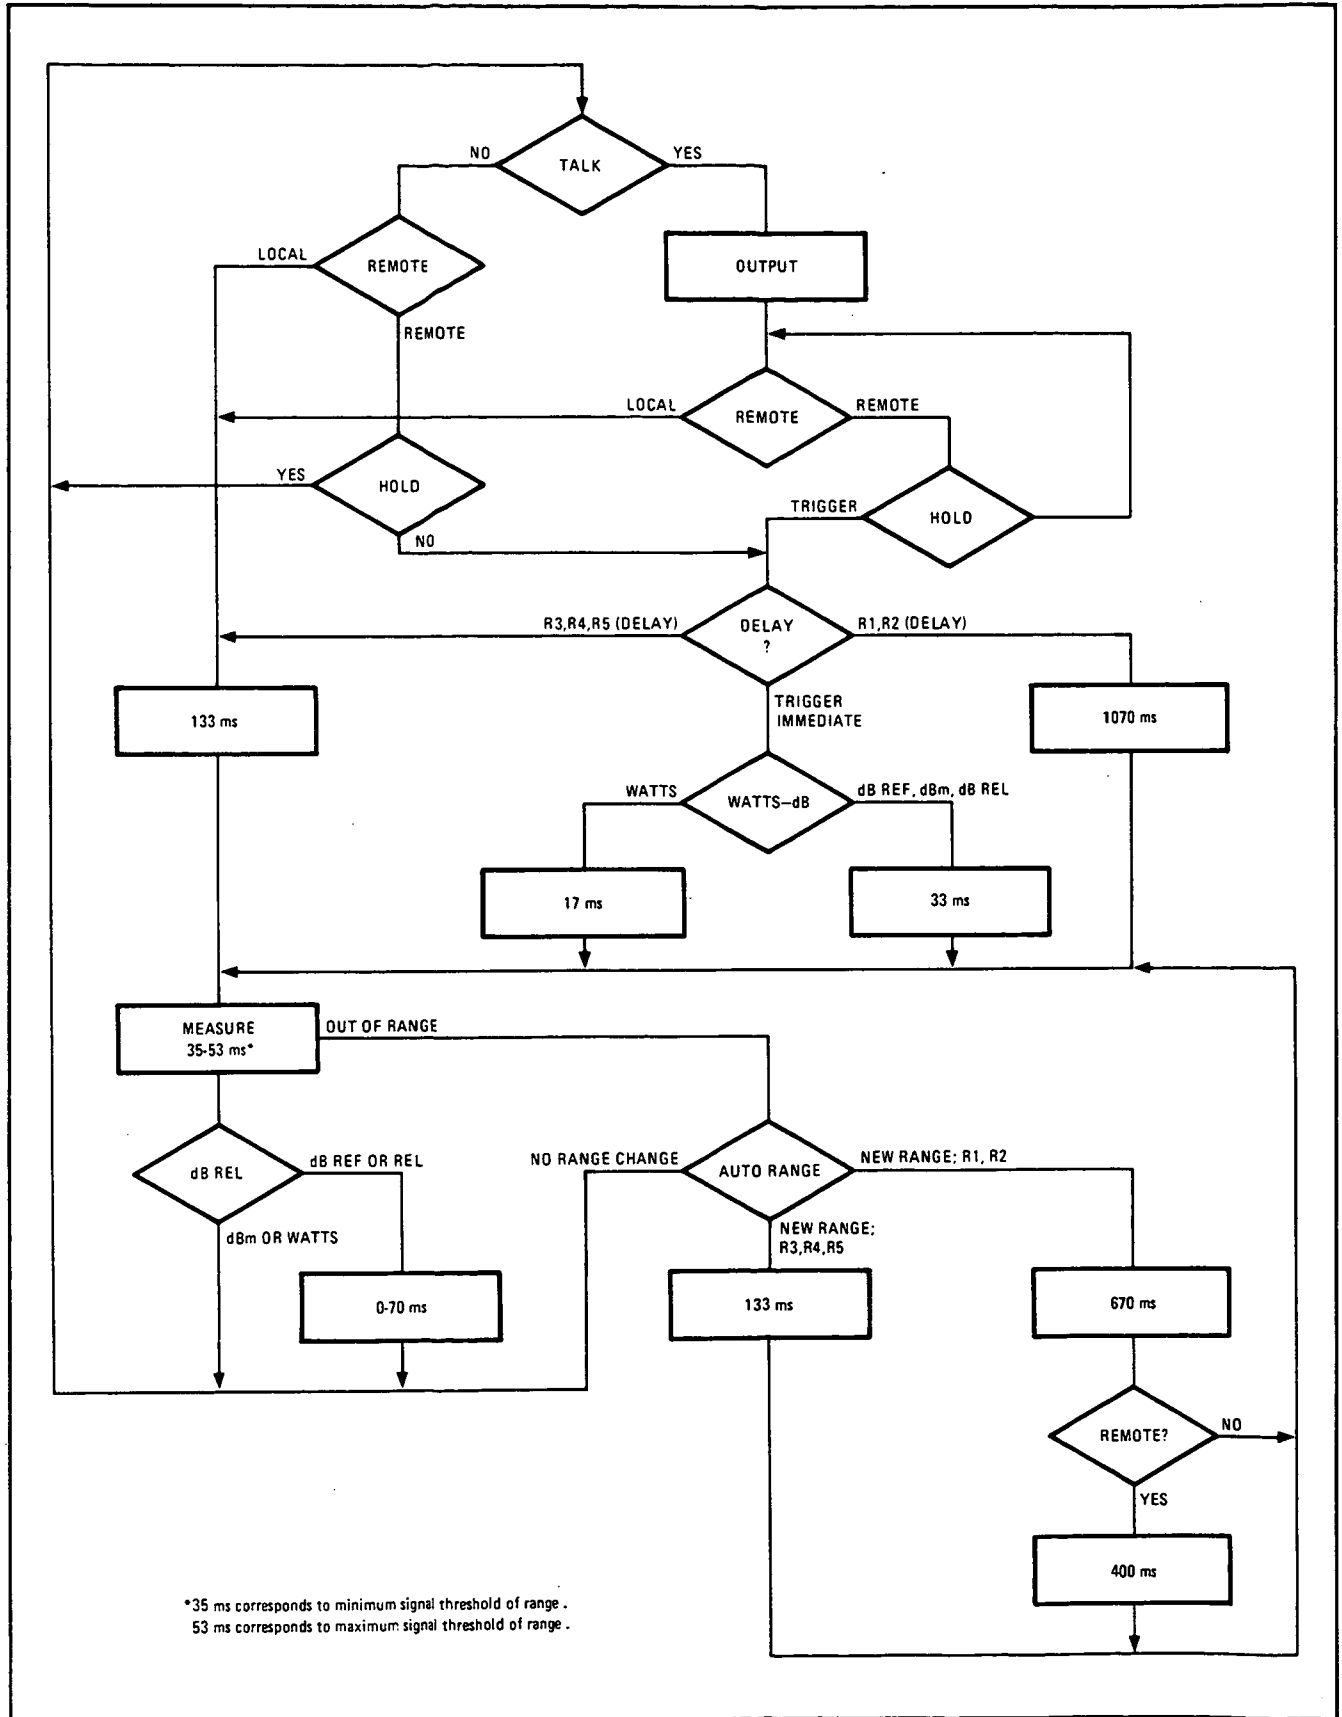 NO
YES
TALK
LOCAL
REMOTE
OUTPUT
REMOTE
LOCAL
REMOTE
REMOTE
YES
HOLD
TRIGGER
HOLD
NO
R3,R4,R5 (DELAY)
DELAY
?
R1,R2 (DELAY)
133 ms
TRIGGER
IMMEDIATE
1070 ms
WATTS
WATTS–dB
dB REF, dBm, dB REL
17 ms
33 ms
MEASURE
35-53 ms*
OUT OF RANGE
dB REL
dB REF OR REL
NO RANGE CHANGE
AUTO RANGE
NEW RANGE; R1, R2
dBm OR WATTS
NEW RANGE;
R3,R4,R5
0-70 ms
133 ms
670 ms
REMOTE?
NO
YES
400 ms
*35 ms corresponds to minimum signal threshold of range.
53 ms corresponds to maximum signal threshold of range.